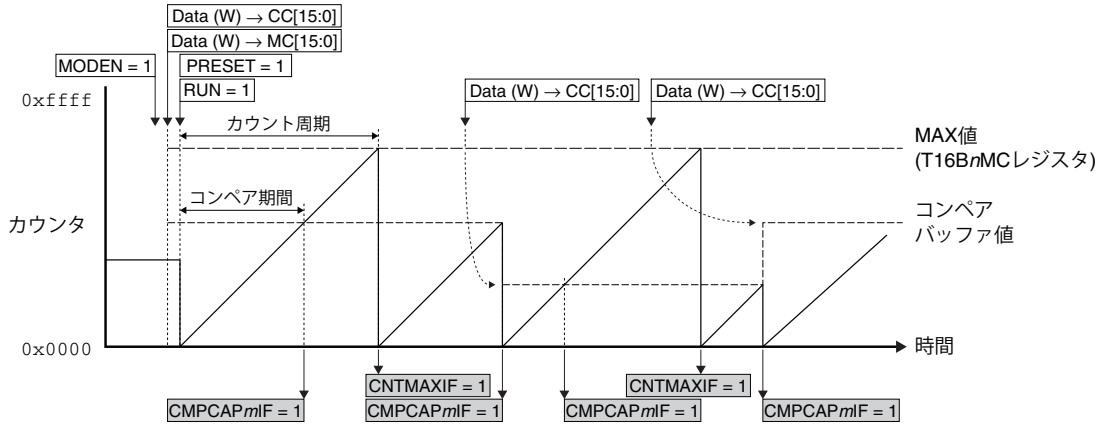 Data (W) → CC[15:0]
Data (W) → MC[15:0]
MODEN = 1
PRESET = 1
RUN = 1
Data (W) → CC[15:0]
Data (W) → CC[15:0]
0xffff
カウント周期
MAX値
(T16BnMCレジスタ)
コンペア期間
カウンタ
コンペア
バッファ値
0x0000
時間
CNTMAXIF = 1
CNTMAXIF = 1
CMPCAPmIF = 1
CMPCAPmIF = 1
CMPCAPmIF = 1
CMPCAPmIF = 1